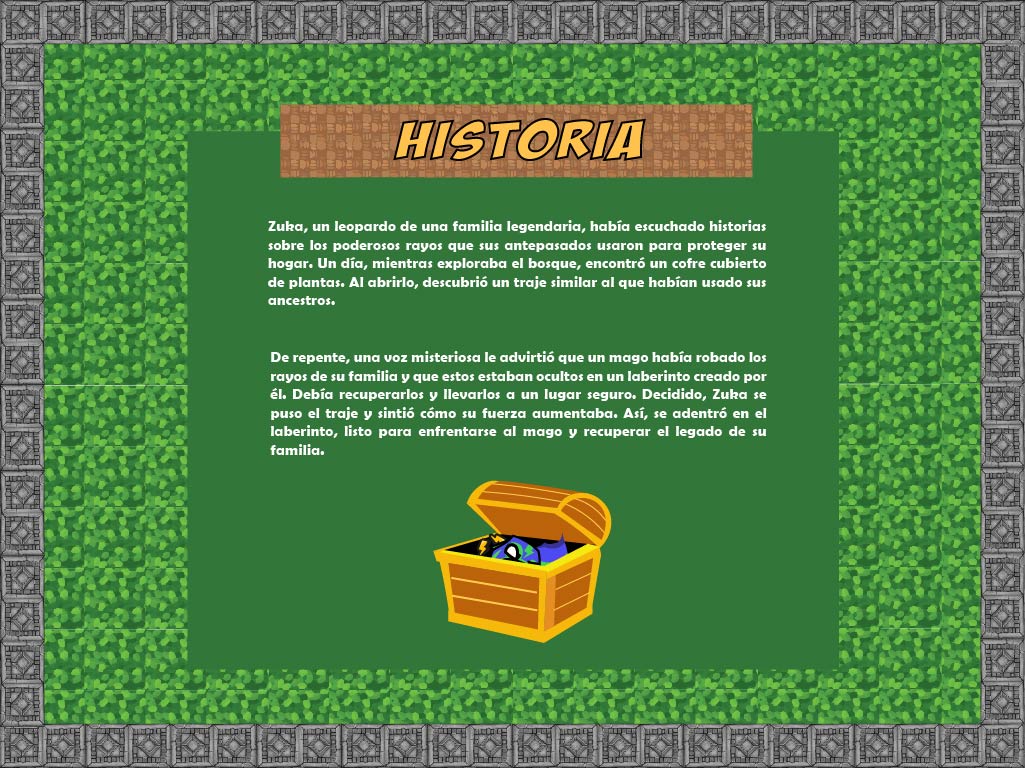 HISTORIA
Zuka, un leopardo de una familia legendaria, había escuchado historias
sobre los poderosos rayos que sus antepasados usaron para proteger su
hogar. Un día, mientras exploraba el bosque, encontró un cofre cubierto
de plantas. Al abrirlo, descubrió un traje similar al que habían usado sus
ancestros.
De repente, una voz misteriosa le advirtió que un mago había robado los
rayos de su familia y que estos estaban ocultos en un laberinto creado por
él. Debía recuperarlos y llevarlos a un lugar seguro. Decidido, Zuka se
puso el traje y sintió cómo su fuerza aumentaba. Así, se adentró en el
laberinto, listo para enfrentarse al mago y recuperar el legado de su
familia.